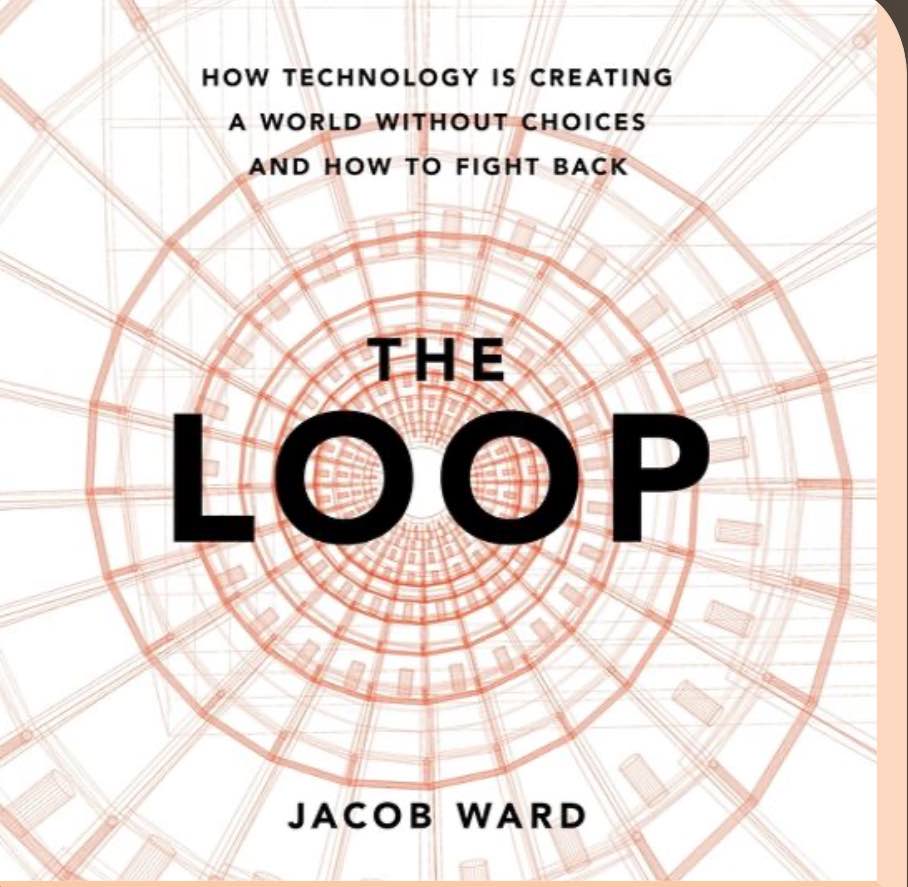 HOW TECHNOLOGY IS CREATING
A WORLD WITHOUT CHOICES
AND HOW TO FIGHT BACK
THE
LOOP
JACOB WARD